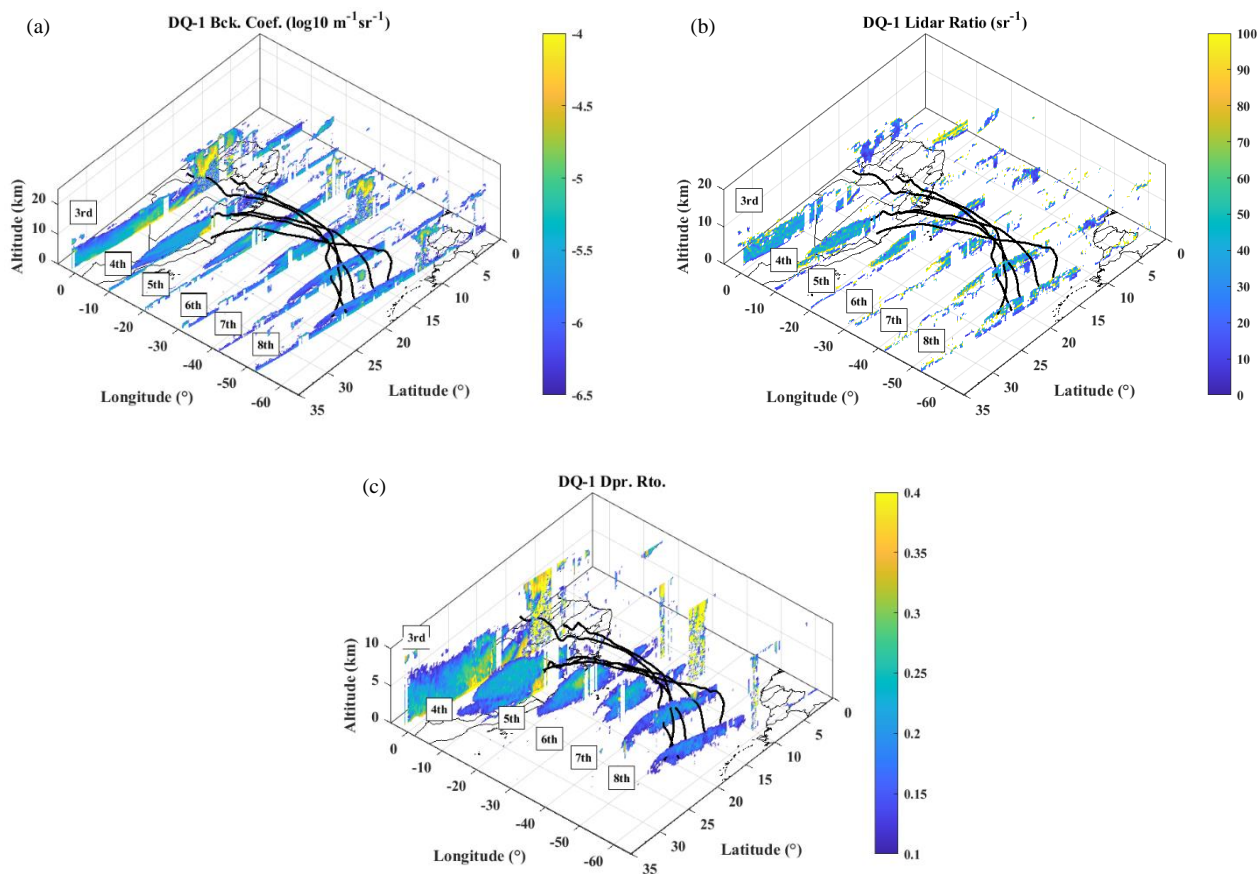 (a)
DQ-1 Bck. Coef. (log10 m⁻¹sr⁻¹)
-4
-4.5
-5
-5.5
-6
-6.5
20
10
0
Altitude (km)
3rd
4th
5th
6th
7th
8th
0
-10
-20
-30
-40
-50
-60
Longitude (°)
0
5
10
15
20
25
30
35
Latitude (°)
(b)
DQ-1 Lidar Ratio (sr⁻¹)
100
90
80
70
60
50
40
30
20
10
0
20
10
0
Altitude (km)
3rd
4th
5th
6th
7th
8th
0
-10
-20
-30
-40
-50
-60
Longitude (°)
0
5
10
15
20
25
30
35
Latitude (°)
(c)
DQ-1 Dpr. Rto.
0.4
0.35
0.3
0.25
0.2
0.15
0.1
10
5
0
Altitude (km)
3rd
4th
5th
6th
7th
8th
0
-10
-20
-30
-40
-50
-60
Longitude (°)
0
5
10
15
20
25
30
35
Latitude (°)